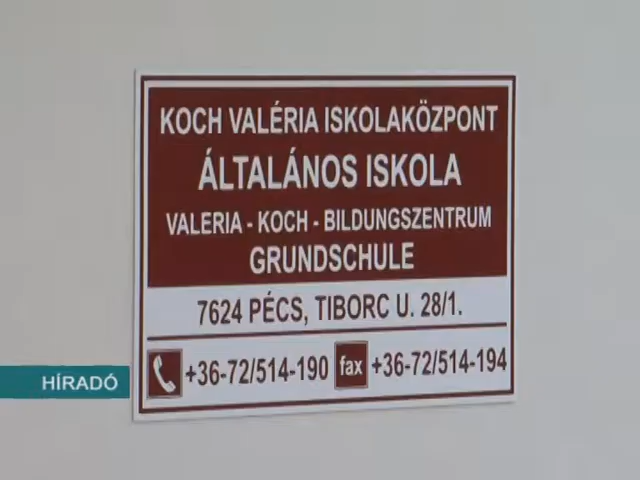 KOCH VALÉRIA ISKOLAKÖZPONT
ÁLTALÁNOS ISKOLA
VALERIA - KOCH - BILDUNGSZENTRUM
GRUNDSCHULE
7624 PÉCS, TIBORC U. 28/1.
+36-72/514-190 fax +36-72/514-194
HÍRADÓ